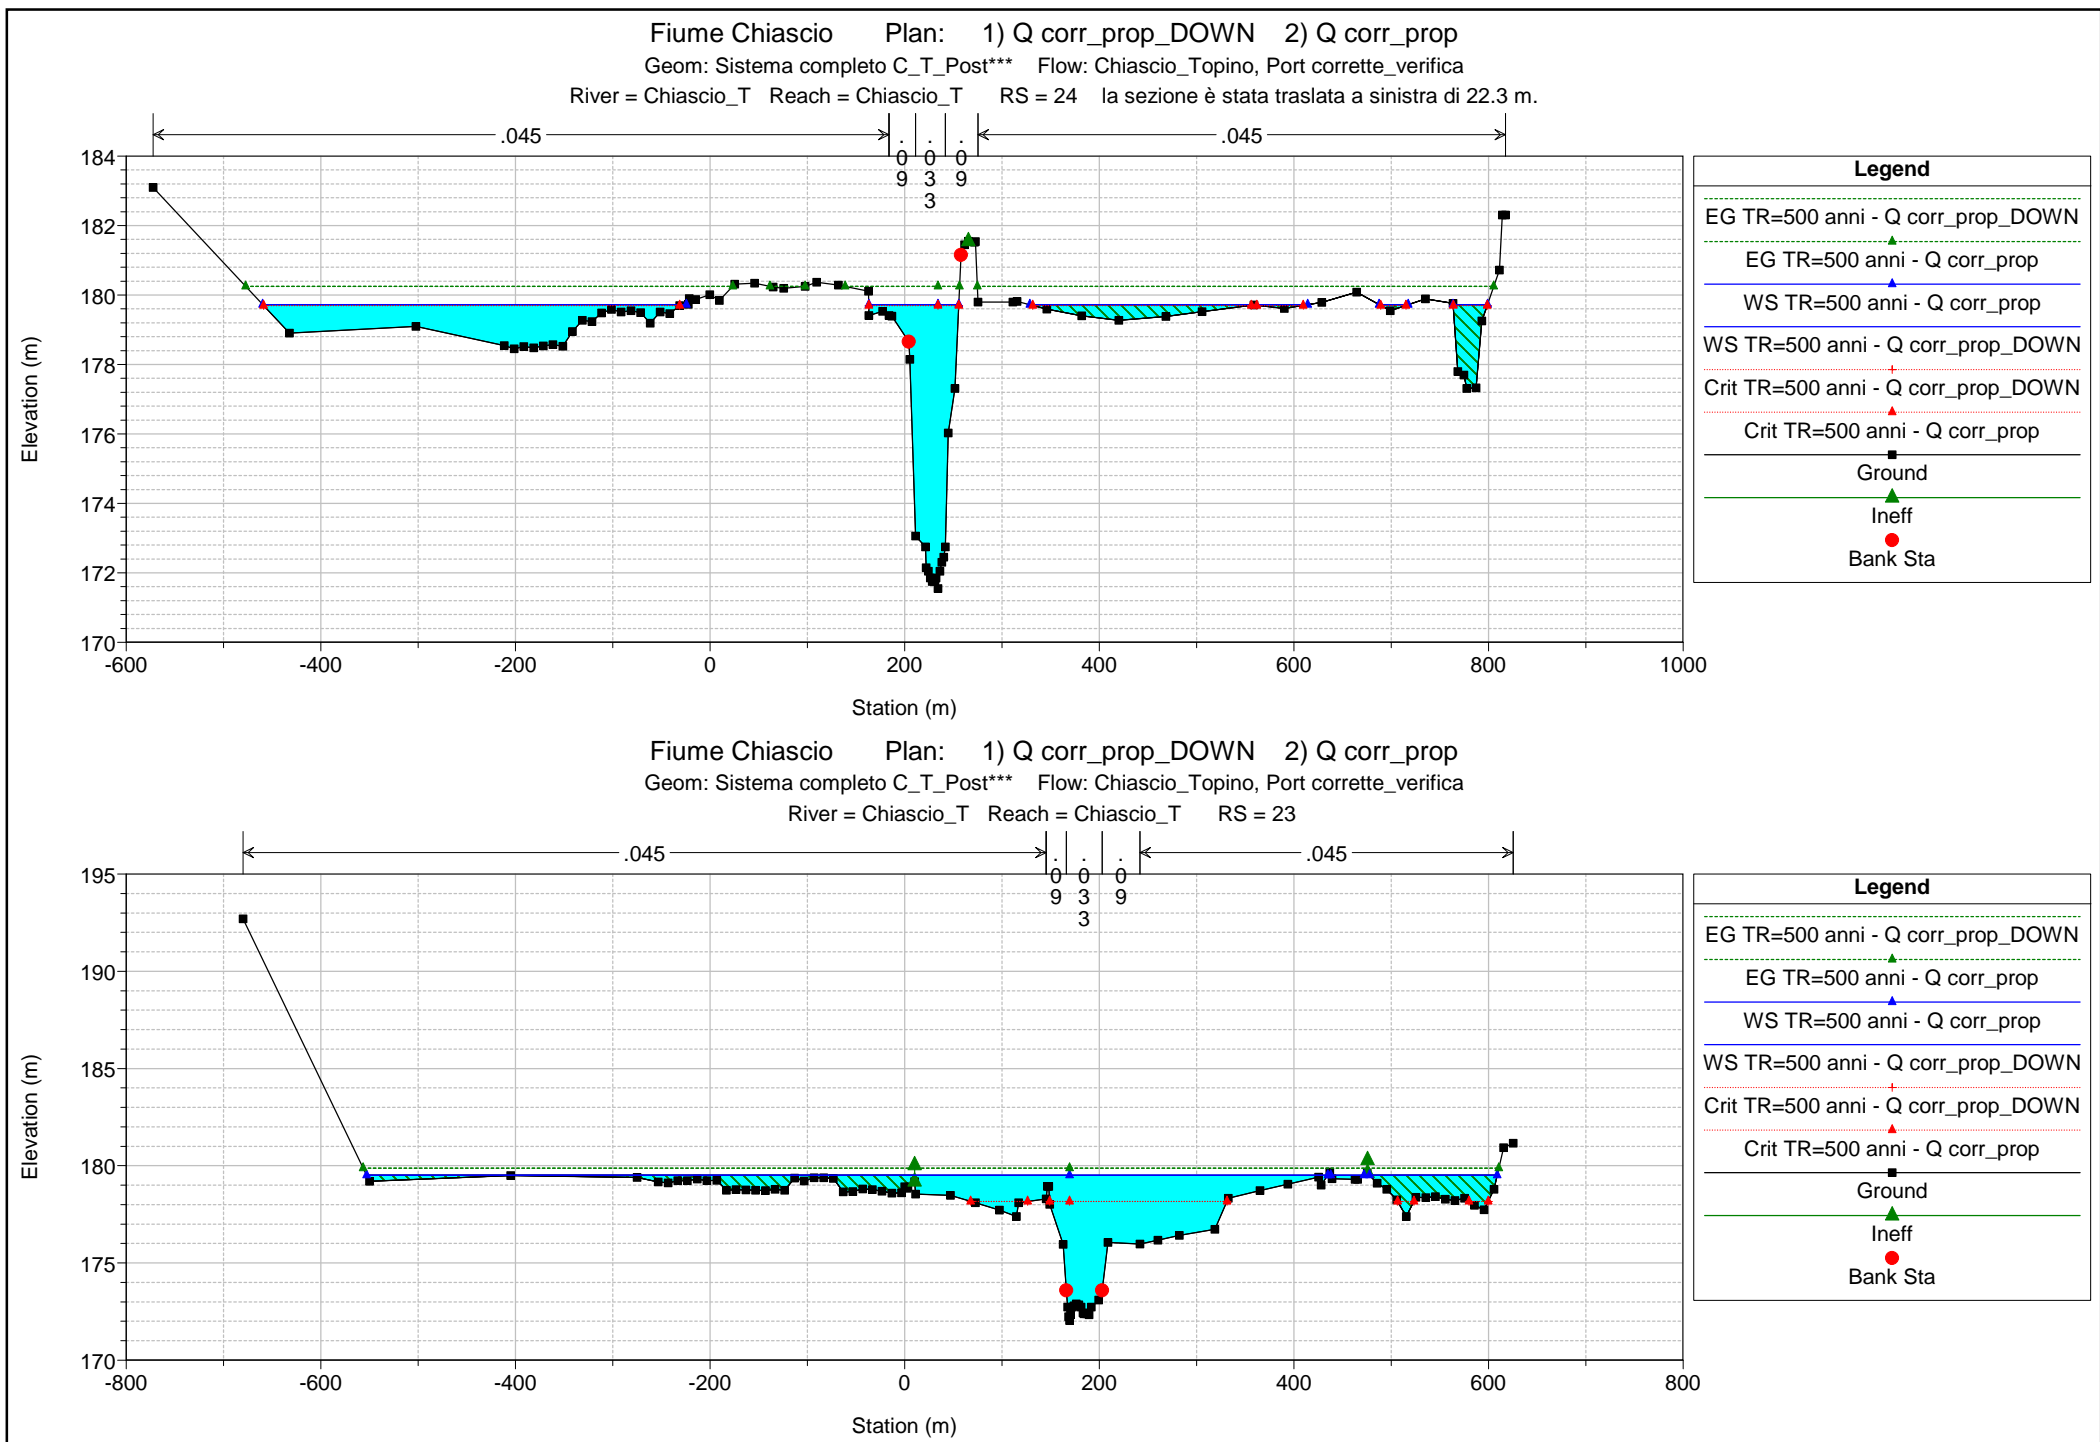 Fiume Chiascio Plan: 1) Q corr_prop_DOWN 2) Q corr_prop
Geom: Sistema completo C_T_Post*** Flow: Chiascio_Topino, Port corrette_verifica
River = Chiascio_T Reach = Chiascio_T RS = 24 la sezione è stata traslata a sinistra di 22.3 m.
.045 .09 .033 .09 .045
184
182
180
178
176
174
172
170
Elevation (m)
-600 -400 -200 0 200 400 600 800 1000
Station (m)
Legend
EG TR=500 anni - Q corr_prop_DOWN
EG TR=500 anni - Q corr_prop
WS TR=500 anni - Q corr_prop
WS TR=500 anni - Q corr_prop_DOWN
Crit TR=500 anni - Q corr_prop_DOWN
Crit TR=500 anni - Q corr_prop
Ground
Ineff
Bank Sta
Fiume Chiascio Plan: 1) Q corr_prop_DOWN 2) Q corr_prop
Geom: Sistema completo C_T_Post*** Flow: Chiascio_Topino, Port corrette_verifica
River = Chiascio_T Reach = Chiascio_T RS = 23
.045 .09 .033 .09 .045
195
190
185
180
175
170
Elevation (m)
-800 -600 -400 -200 0 200 400 600 800
Station (m)
Legend
EG TR=500 anni - Q corr_prop_DOWN
EG TR=500 anni - Q corr_prop
WS TR=500 anni - Q corr_prop
WS TR=500 anni - Q corr_prop_DOWN
Crit TR=500 anni - Q corr_prop_DOWN
Crit TR=500 anni - Q corr_prop
Ground
Ineff
Bank Sta